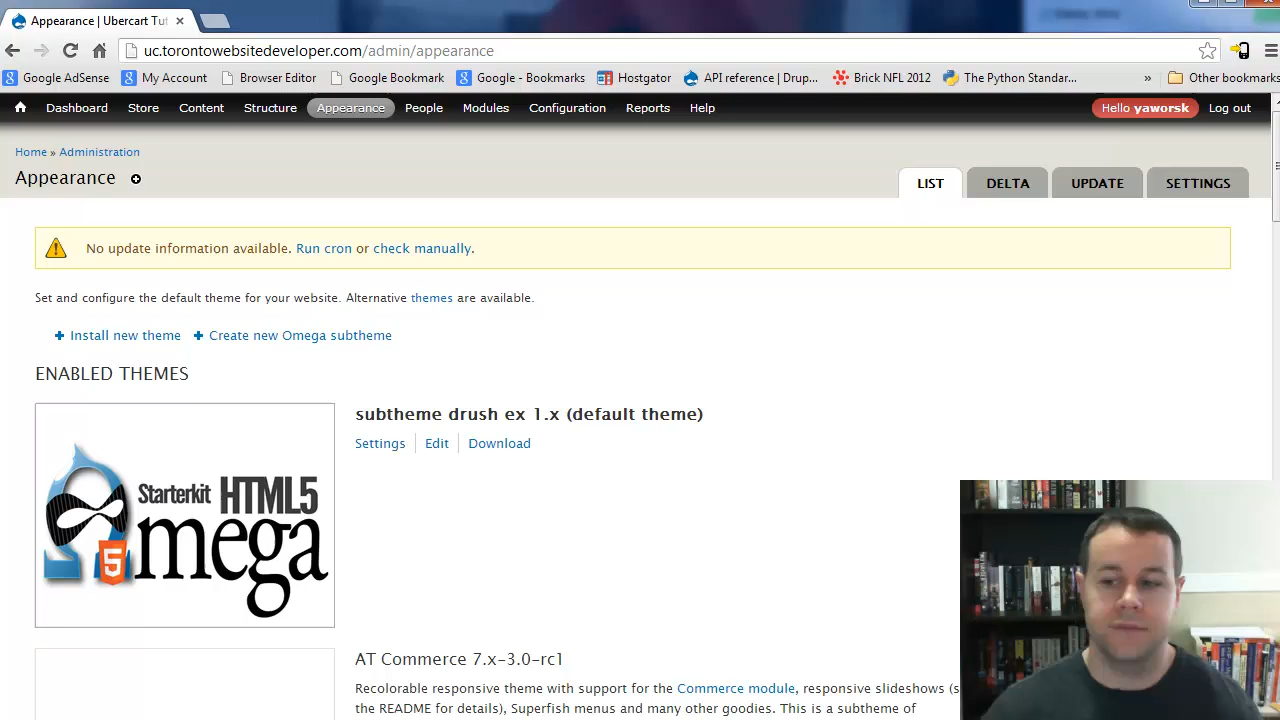 Appearance | Ubercart Tut
uc.torontowebsitedeveloper.com/admin/appearance
Google AdSense My Account Browser Editor Google Bookmark Google - Bookmarks Hostgator API reference | Drup... Brick NFL 2012 The Python Standar... » Other bookmarks
Dashboard Store Content Structure Appearance People Modules Configuration Reports Help Hello yaworsk Log out
Home » Administration
Appearance
LIST DELTA UPDATE SETTINGS
No update information available. Run cron or check manually.
Set and configure the default theme for your website. Alternative themes are available.
Install new theme Create new Omega subtheme
ENABLED THEMES
subtheme drush ex 1.x (default theme)
Settings Edit Download
Starterkit HTML5
5 omega
AT Commerce 7.x-3.0-rc1
Recolorable responsive theme with support for the Commerce module, responsive slideshows (s
the README for details), Superfish menus and many other goodies. This is a subtheme of